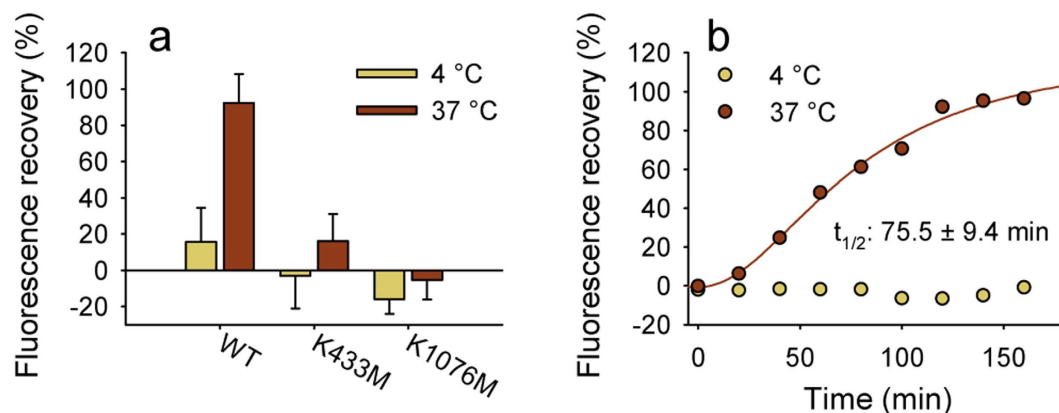 a
Fluorescence recovery (%)
120
100
80
60
40
20
0
-20
4 °C
37 °C
WT
K433M
K1076M
b
Fluorescence recovery (%)
120
100
80
60
40
20
0
-20
4 °C
37 °C
t1/2: 75.5 ± 9.4 min
0
50
100
150
Time (min)